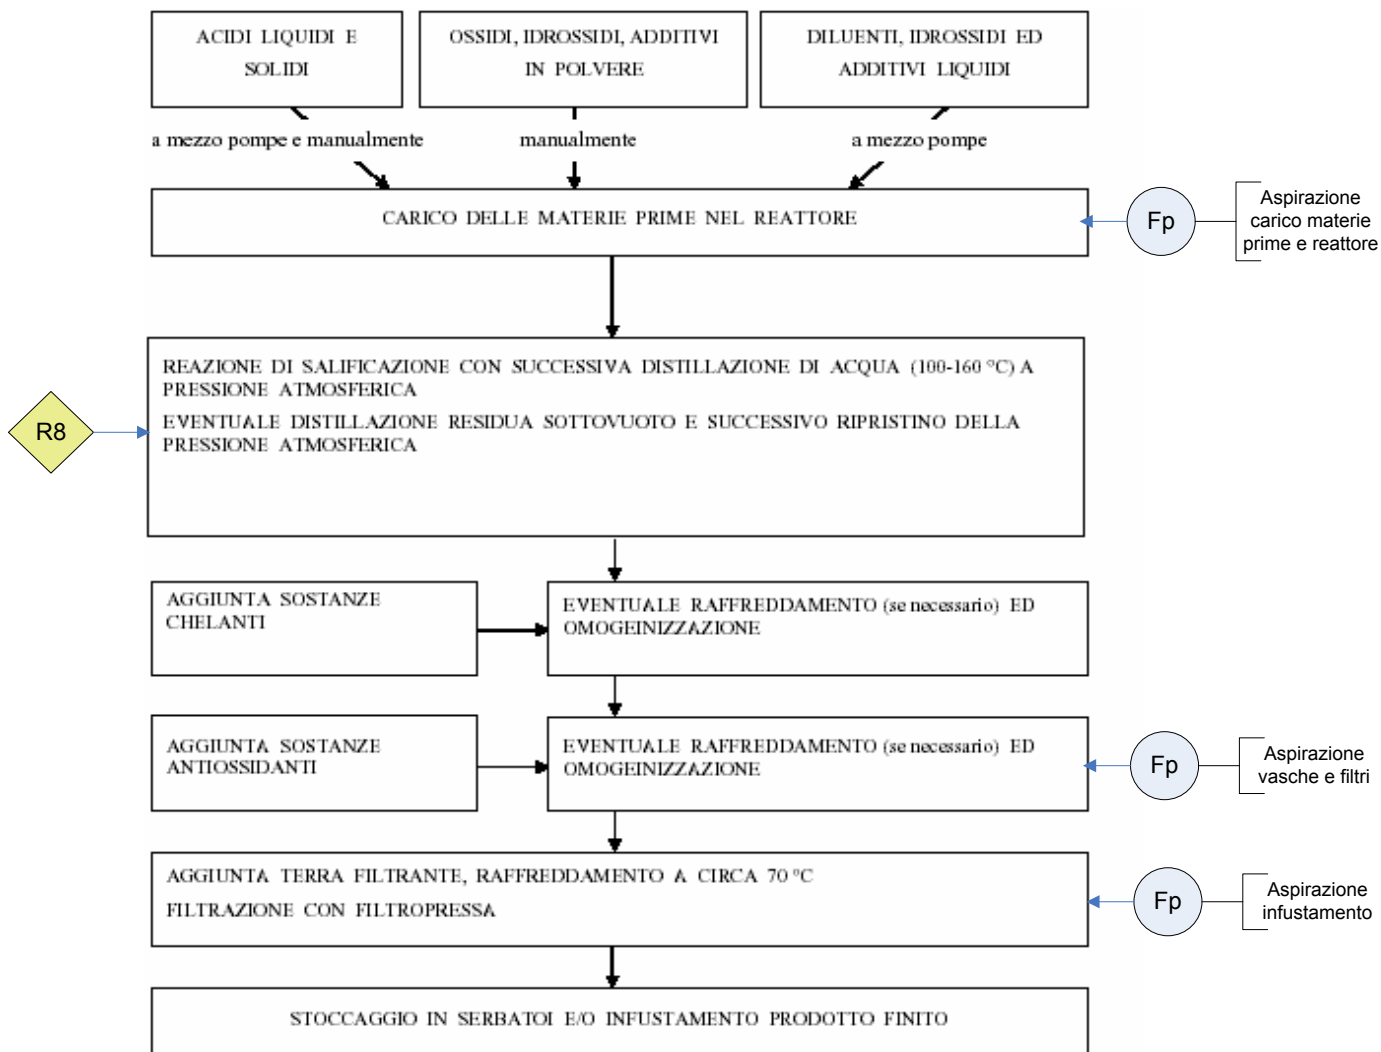 ACIDI LIQUIDI E
SOLIDI
OSSIDI, IDROSSIDI, ADDITIVI
IN POLVERE
DILUENTI, IDROSSIDI ED
ADDITIVI LIQUIDI
a mezzo pompe e manualmente
manualmente
a mezzo pompe
CARICO DELLE MATERIE PRIME NEL REATTORE
Fp
Aspirazione
carico materie
prime e reattore
REAZIONE DI SALIFICAZIONE CON SUCCESSIVA DISTILLAZIONE DI ACQUA (100-160 °C) A
PRESSIONE ATMOSFERICA
EVENTUALE DISTILLAZIONE RESIDUA SOTTOVUOTO E SUCCESSIVO RIPRISTINO DELLA
PRESSIONE ATMOSFERICA
R8
AGGIUNTA SOSTANZE
CHELANTI
EVENTUALE RAFFREDDAMENTO (se necessario) ED
OMOGEINIZZAZIONE
AGGIUNTA SOSTANZE
ANTIOSSIDANTI
EVENTUALE RAFFREDDAMENTO (se necessario) ED
OMOGEINIZZAZIONE
Fp
Aspirazione
vasche e filtri
AGGIUNTA TERRA FILTRANTE, RAFFREDDAMENTO A CIRCA 70 °C
FILTRAZIONE CON FILTROPRESSA
Fp
Aspirazione
infustamento
STOCCAGGIO IN SERBATOI E/O INFUSTAMENTO PRODOTTO FINITO